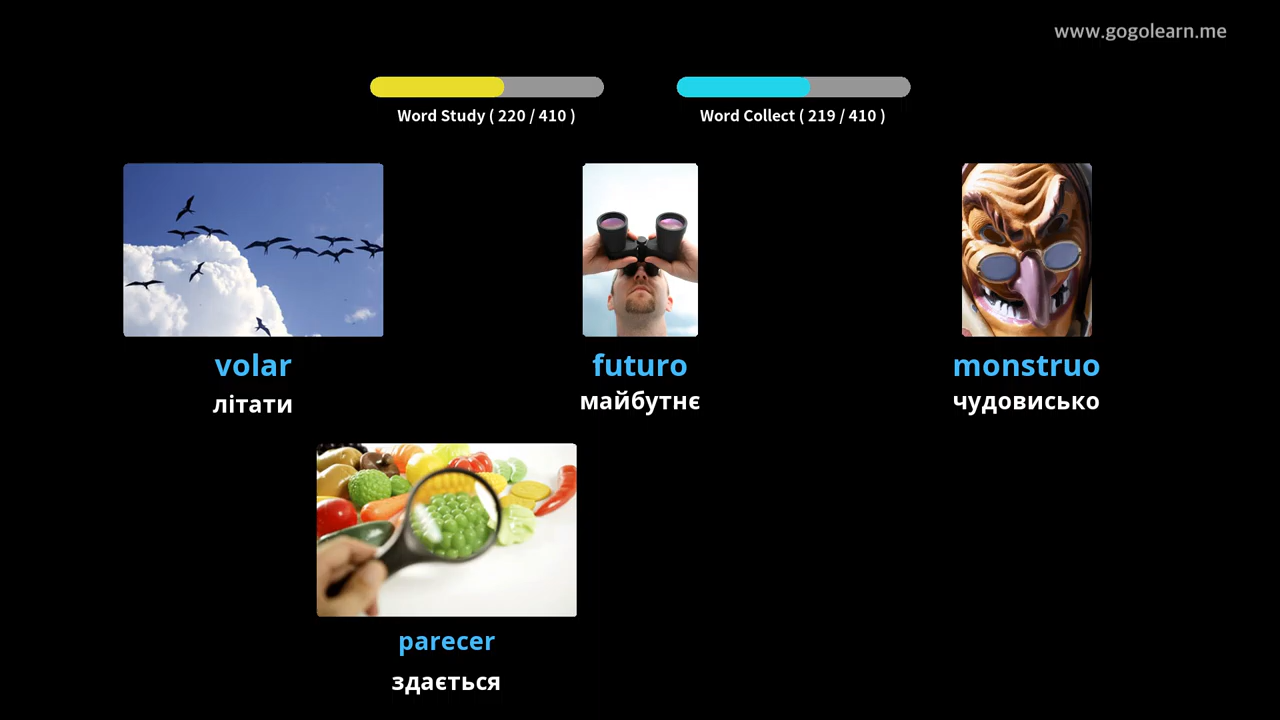 www.gogolearn.me
Word Study ( 220 / 410 )
Word Collect ( 219 / 410 )
volar
літати
futuro
майбутнє
monstruo
чудовисько
parecer
здається